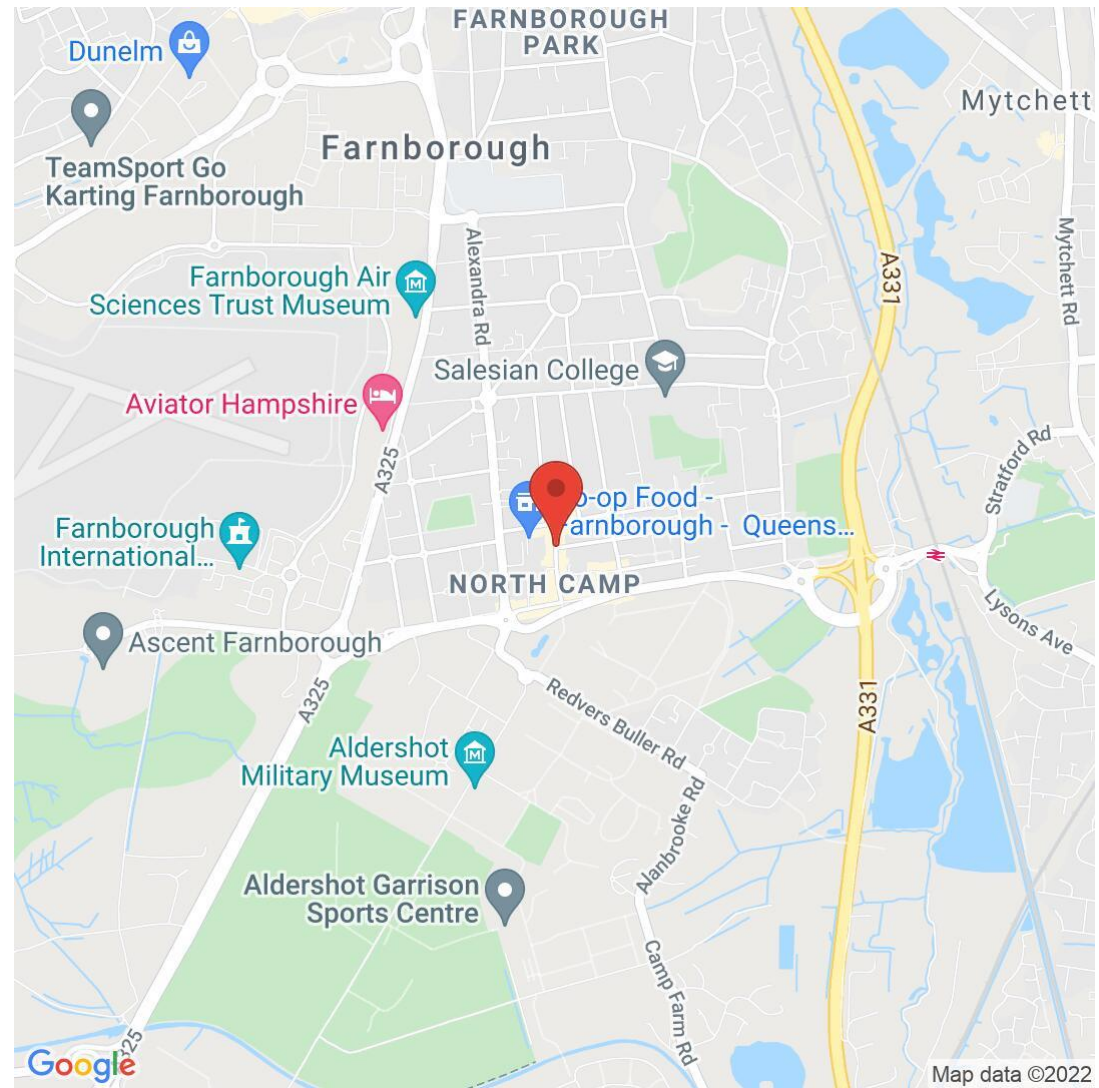 FARNBOROUGH
PARK
Dunelm
Mytchett
TeamSport Go
Karting Farnborough
Farnborough
Alexandra Rd
A331
Mytchett Rd
Farnborough Air
Sciences Trust Museum
Salesian College
Aviator Hampshire
A325
Stratford Rd
o-op Food -
Farnborough - Queens...
Farnborough
International...
NORTH CAMP
Lysons Ave
Ascent Farnborough
A325
Redvers Buller Rd
A331
Aldershot
Military Museum
Alanbrooke Rd
Aldershot Garrison
Sports Centre
Camp Farm Rd
Google
Map data ©2022